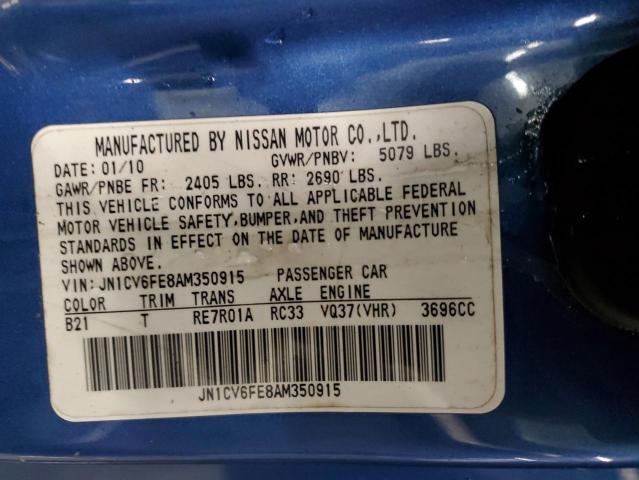 MANUFACTURED BY NISSAN MOTOR CO.,LTD.
DATE: 01/10 GVWR/PNBV: 5079 LBS.
GAWR/PNBE FR: 2405 LBS. RR: 2690 LBS.
THIS VEHICLE CONFORMS TO ALL APPLICABLE FEDERAL
MOTOR VEHICLE SAFETY,BUMPER,AND THEFT PREVENTION
STANDARDS IN EFFECT ON THE DATE OF MANUFACTURE
SHOWN ABOVE.
VIN: JN1CV6FE8AM350915 PASSENGER CAR
COLOR TRIM TRANS AXLE ENGINE
B21 T RE7R01A RC33 VQ37(VHR) 3696CC
JN1CV6FE8AM350915